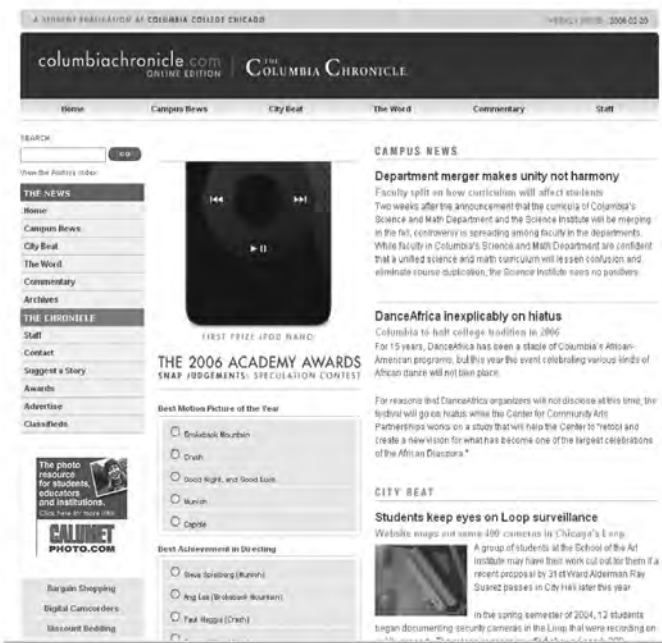 A STUDENT PUBLICATION AT COLUMBIA COLLEGE CHICAGO
2006-02-20
columbiachronicle.com
ONLINE EDITION
THE COLUMBIA CHRONICLE
Home Campus News City Beat The Word Commentary Staff
SEARCH
GO
View the Photos Index
THE NEWS
Home
Campus News
City Beat
The Word
Commentary
Archives
THE CHRONICLE
Staff
Contact
Suggest a Story
Awards
Advertise
Classifieds
The photo
resource
for students,
educators
and institutions.
Click here for more info!
CALUMET
PHOTO.COM
Bargain Shopping
Digital Camcorders
Discount Bedding
FIRST PRIZE IPOD NANO
THE 2006 ACADEMY AWARDS
SNAP JUDGEMENTS: SPECULATION CONTEST
Best Motion Picture of the Year
Brokeback Mountain
Crash
Good Night, and Good Luck
Munich
Capote
Best Achievement in Directing
Steve Spielberg (Munich)
Ang Lee (Brokeback Mountain)
Paul Haggis (Crash)
CAMPUS NEWS
Department merger makes unity not harmony
Faculty split on how curriculum will affect students
Two weeks after the announcement that the curricula of Columbia's
Science and Math Department and the Science Institute will be merging
in the fall, controversy is spreading among faculty in the departments.
While faculty in Columbia's Science and Math Department are confident
that a unified science and math curriculum will lessen confusion and
eliminate course duplication, the Science Institute sees no positives.
DanceAfrica inexplicably on hiatus
Columbia to halt college tradition in 2006
For 15 years, DanceAfrica has been a staple of Columbia's African-
American programs, but this year the event celebrating various kinds of
African dance will not take place.
For reasons that DanceAfrica organizers will not disclose at this time, the
festival will go on hiatus while the Center for Community Arts
Partnerships works on a study that will help the Center to "retool and
create a new vision for what has become one of the largest celebrations
of the African Diaspora."
CITY BEAT
Students keep eyes on Loop surveillance
Website maps out some 400 cameras in Chicago's Loop
A group of students at the School of the Art
Institute may have their work cut out for them if a
recent proposal by 31st Ward Alderman Ray
Suarez passes in City Hall later this year.
In the spring semester of 2004, 12 students
began documenting security cameras in the Loop that were recording on